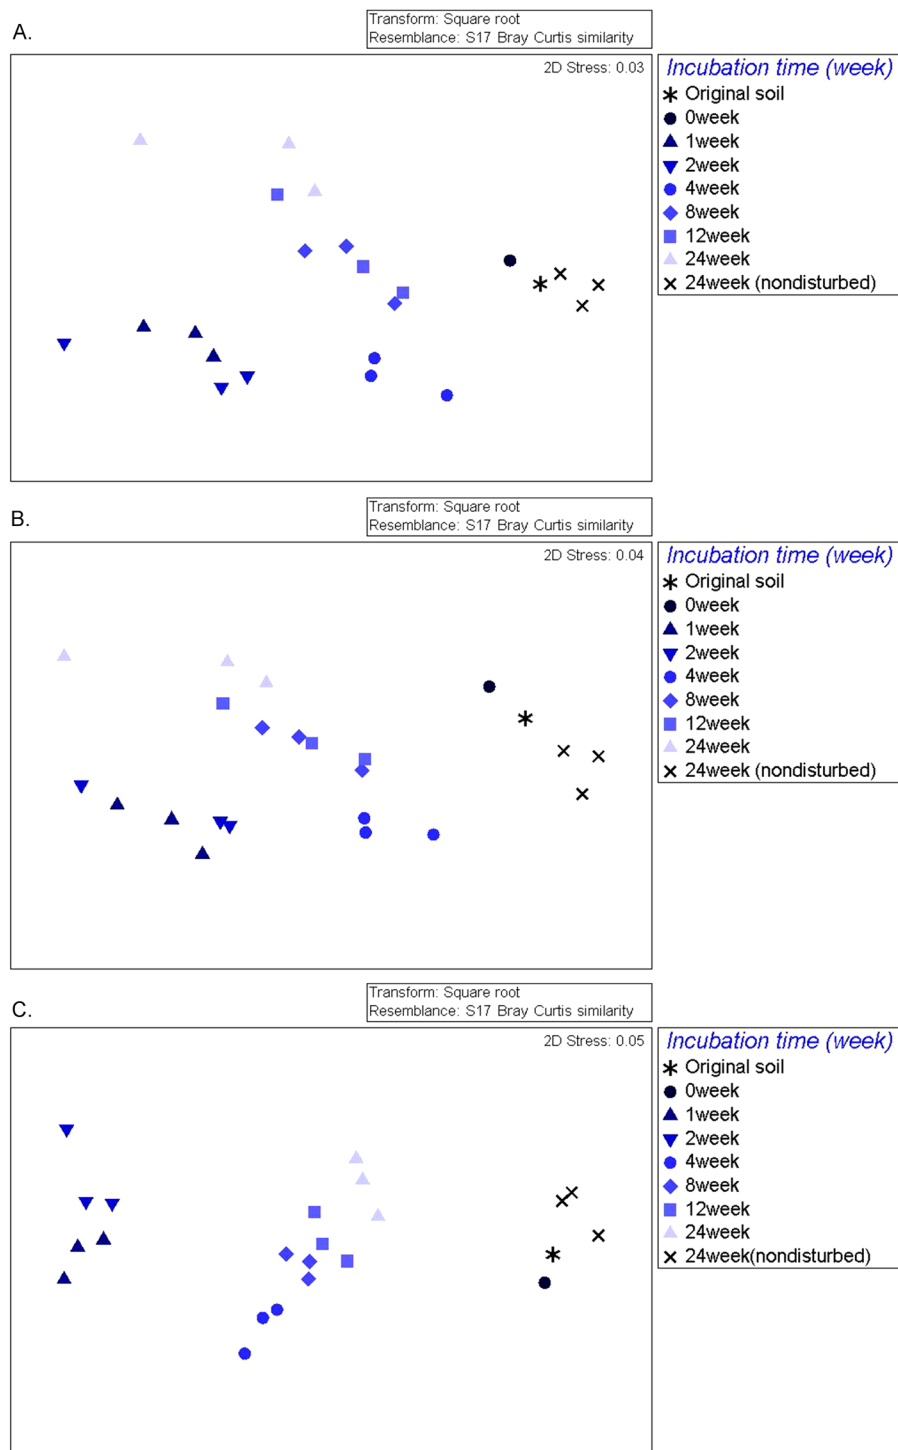 A.
Transform: Square root
Resemblance: S17 Bray Curtis similarity
2D Stress: 0.03
Incubation time (week)
Original soil
0week
1week
2week
4week
8week
12week
24week
24week (nondisturbed)
B.
Transform: Square root
Resemblance: S17 Bray Curtis similarity
2D Stress: 0.04
Incubation time (week)
Original soil
0week
1week
2week
4week
8week
12week
24week
24week (nondisturbed)
C.
Transform: Square root
Resemblance: S17 Bray Curtis similarity
2D Stress: 0.05
Incubation time (week)
Original soil
0week
1week
2week
4week
8week
12week
24week
24week(nondisturbed)